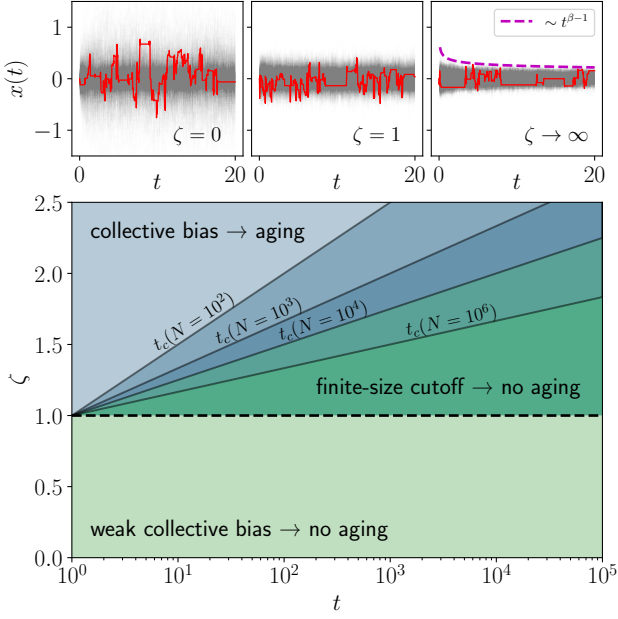 1
0
−1
x(t)
ζ = 0
0
20
t
ζ = 1
0
20
t
∼ t^{β−1}
ζ → ∞
0
20
t
2.5
2.0
1.5
1.0
0.5
0.0
ζ
collective bias → aging
t_c(N = 10^2)
t_c(N = 10^3)
t_c(N = 10^4)
t_c(N = 10^6)
finite-size cutoff → no aging
weak collective bias → no aging
10^0
10^1
10^2
10^3
10^4
10^5
t